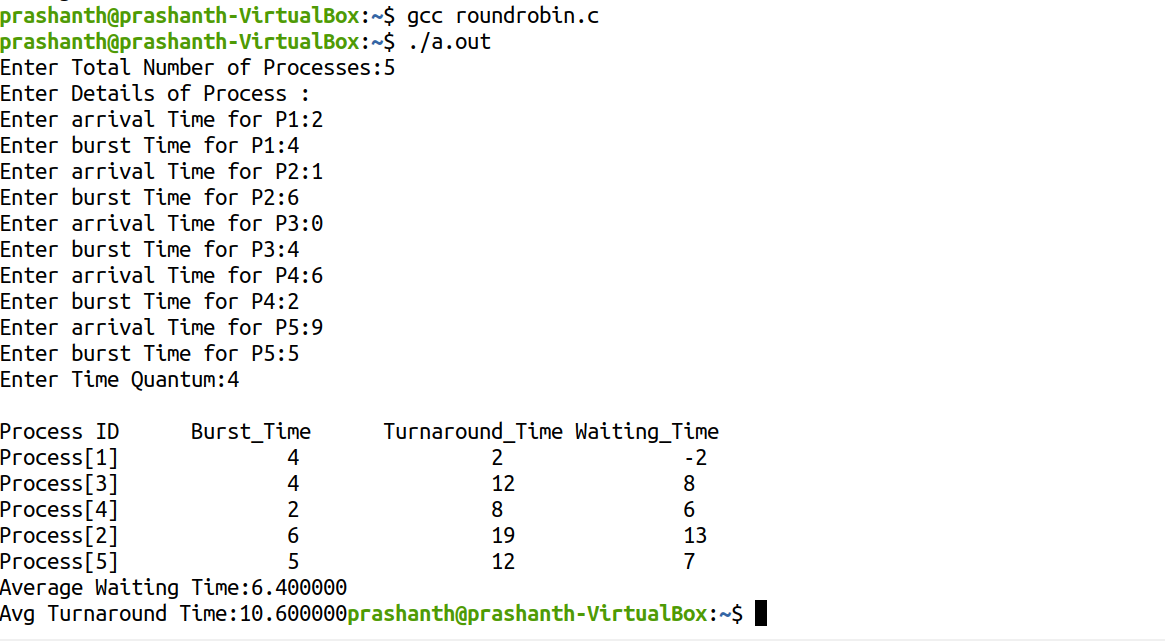 prashanth@prashanth-VirtualBox:~$ gcc roundrobin.c
prashanth@prashanth-VirtualBox:~$ ./a.out
Enter Total Number of Processes:5
Enter Details of Process :
Enter arrival Time for P1:2
Enter burst Time for P1:4
Enter arrival Time for P2:1
Enter burst Time for P2:6
Enter arrival Time for P3:0
Enter burst Time for P3:4
Enter arrival Time for P4:6
Enter burst Time for P4:2
Enter arrival Time for P5:9
Enter burst Time for P5:5
Enter Time Quantum:4
Process ID Burst_Time Turnaround_Time Waiting_Time
Process[1] 4 2 -2
Process[3] 4 12 8
Process[4] 2 8 6
Process[2] 6 19 13
Process[5] 5 12 7
Average Waiting Time:6.400000
Avg Turnaround Time:10.600000prashanth@prashanth-VirtualBox:~$